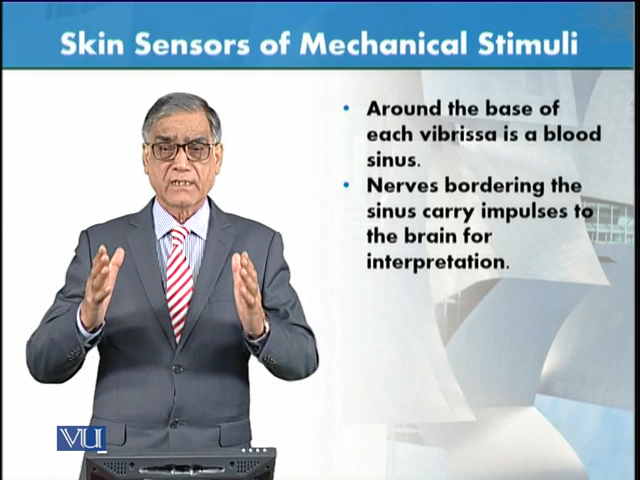 Skin Sensors of Mechanical Stimuli
• Around the base of
each vibrissa is a blood
sinus.
• Nerves bordering the
sinus carry impulses to
the brain for
interpretation.
VU